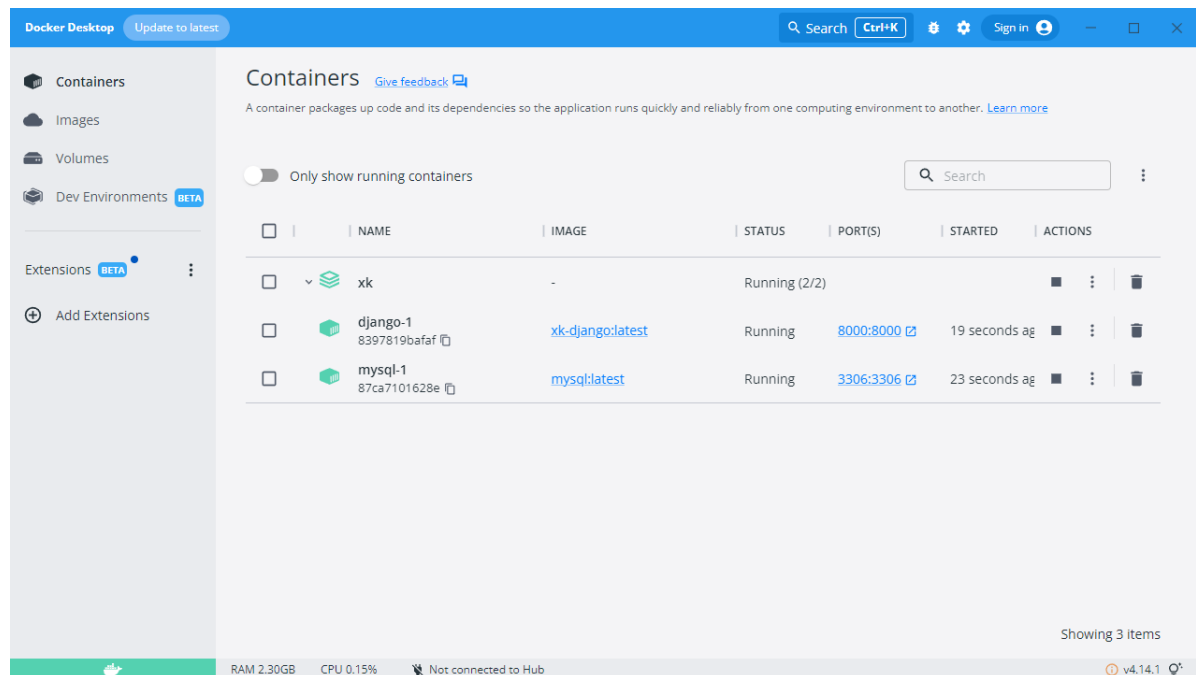 Docker Desktop Update to latest Search Ctrl+K Sign in
Containers
Images
Volumes
Dev Environments BETA
Extensions BETA
Add Extensions
Containers Give feedback
A container packages up code and its dependencies so the application runs quickly and reliably from one computing environment to another. Learn more
Only show running containers Search
NAME IMAGE STATUS PORT(S) STARTED ACTIONS
xk - Running (2/2)
django-1 xk-django:latest Running 8000:8000 19 seconds ag
8397819bafaf
mysql-1 mysql:latest Running 3306:3306 23 seconds ag
87ca7101628e
Showing 3 items
RAM 2.30GB CPU 0.15% Not connected to Hub v4.14.1